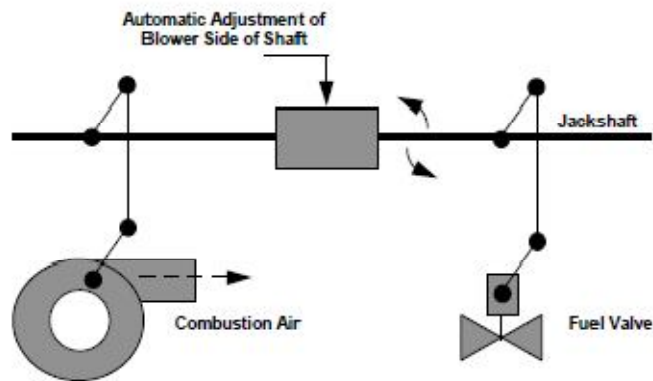 Automatic Adjustment of
Blower Side of Shaft
Jackshaft
Combustion Air
Fuel Valve